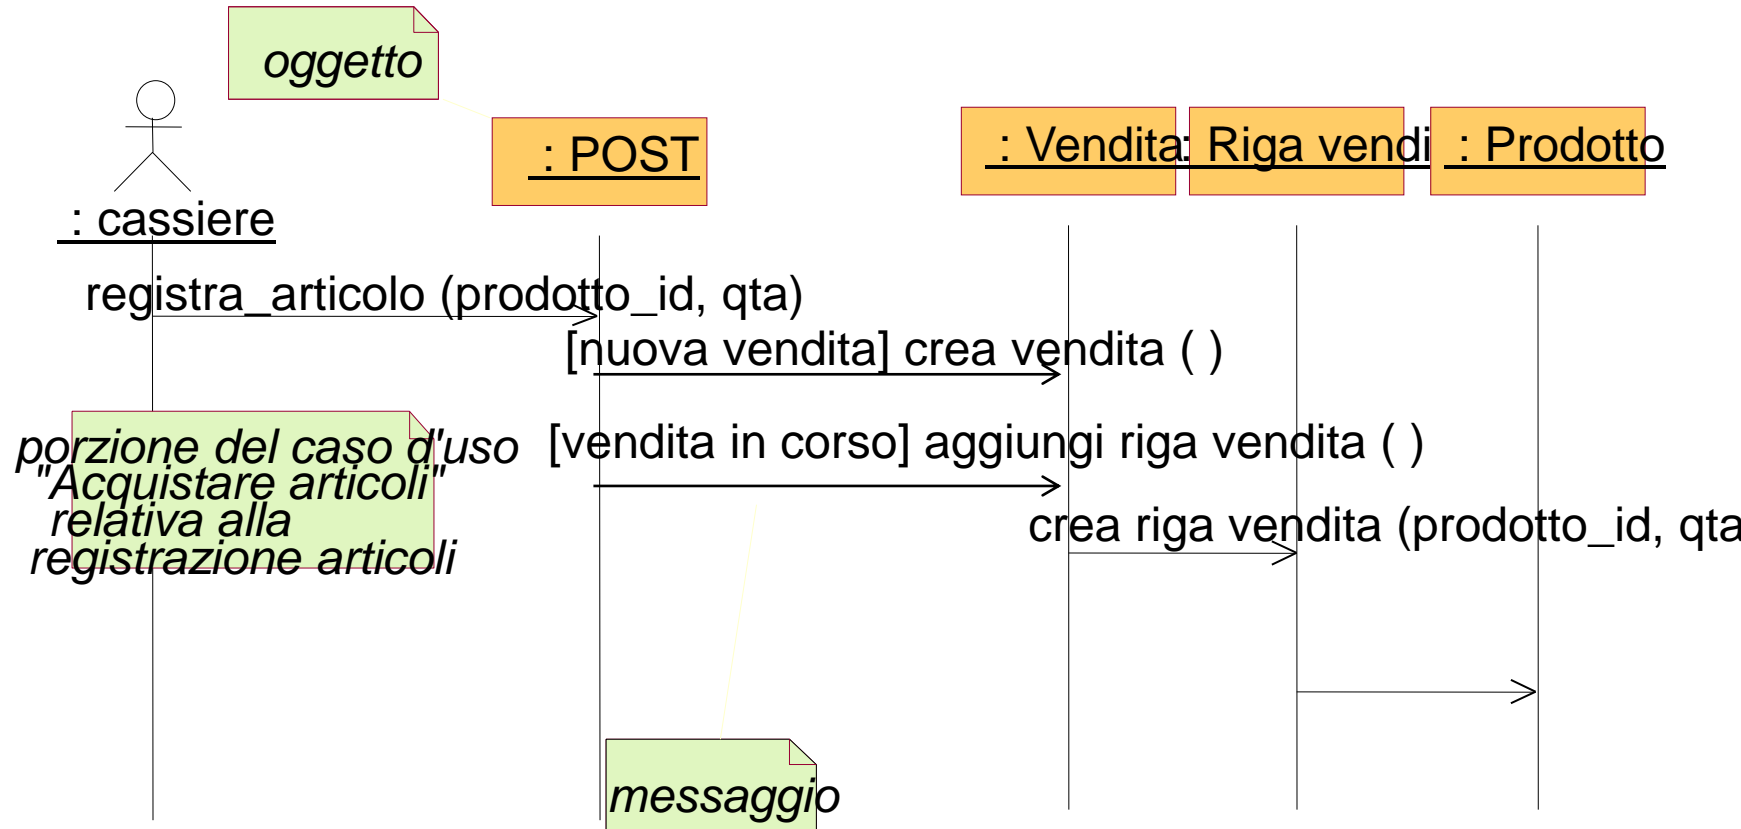 oggetto
: POST
: Vendita
: Riga vendi
: Prodotto
: cassiere
registra_articolo (prodotto_id, qta)
[nuova vendita] crea vendita ( )
porzione del caso d'uso
"Acquistare articoli"
relativa alla
registrazione articoli
[vendita in corso] aggiungi riga vendita ( )
crea riga vendita (prodotto_id, qta
messaggio